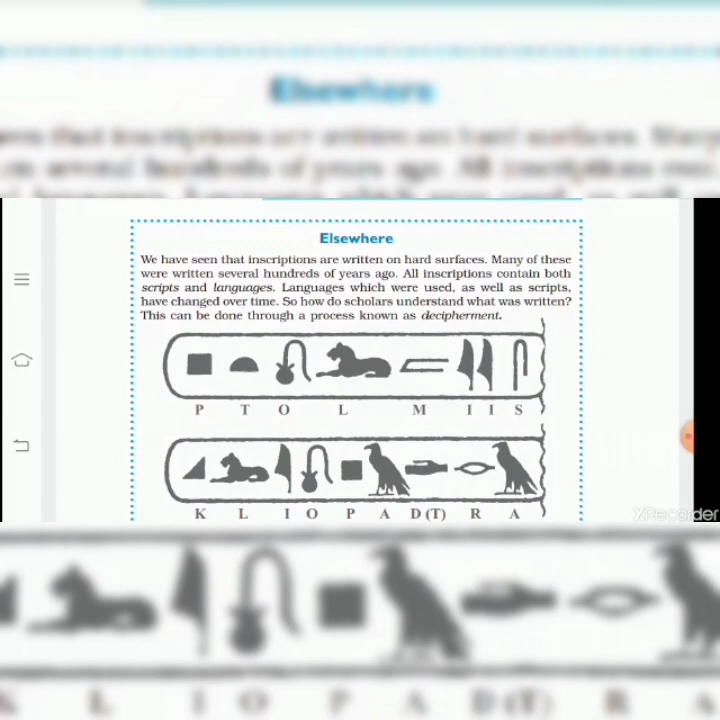 Elsewhere
Elsewhere
We have seen that inscriptions are written on hard surfaces. Many of these
were written several hundreds of years ago. All inscriptions contain both
scripts and languages. Languages which were used, as well as scripts,
have changed over time. So how do scholars understand what was written?
This can be done through a process known as decipherment.
P T O L M I I S
K L I O P A D (T) R A
XRecorder
K L I O P A D (T) R A